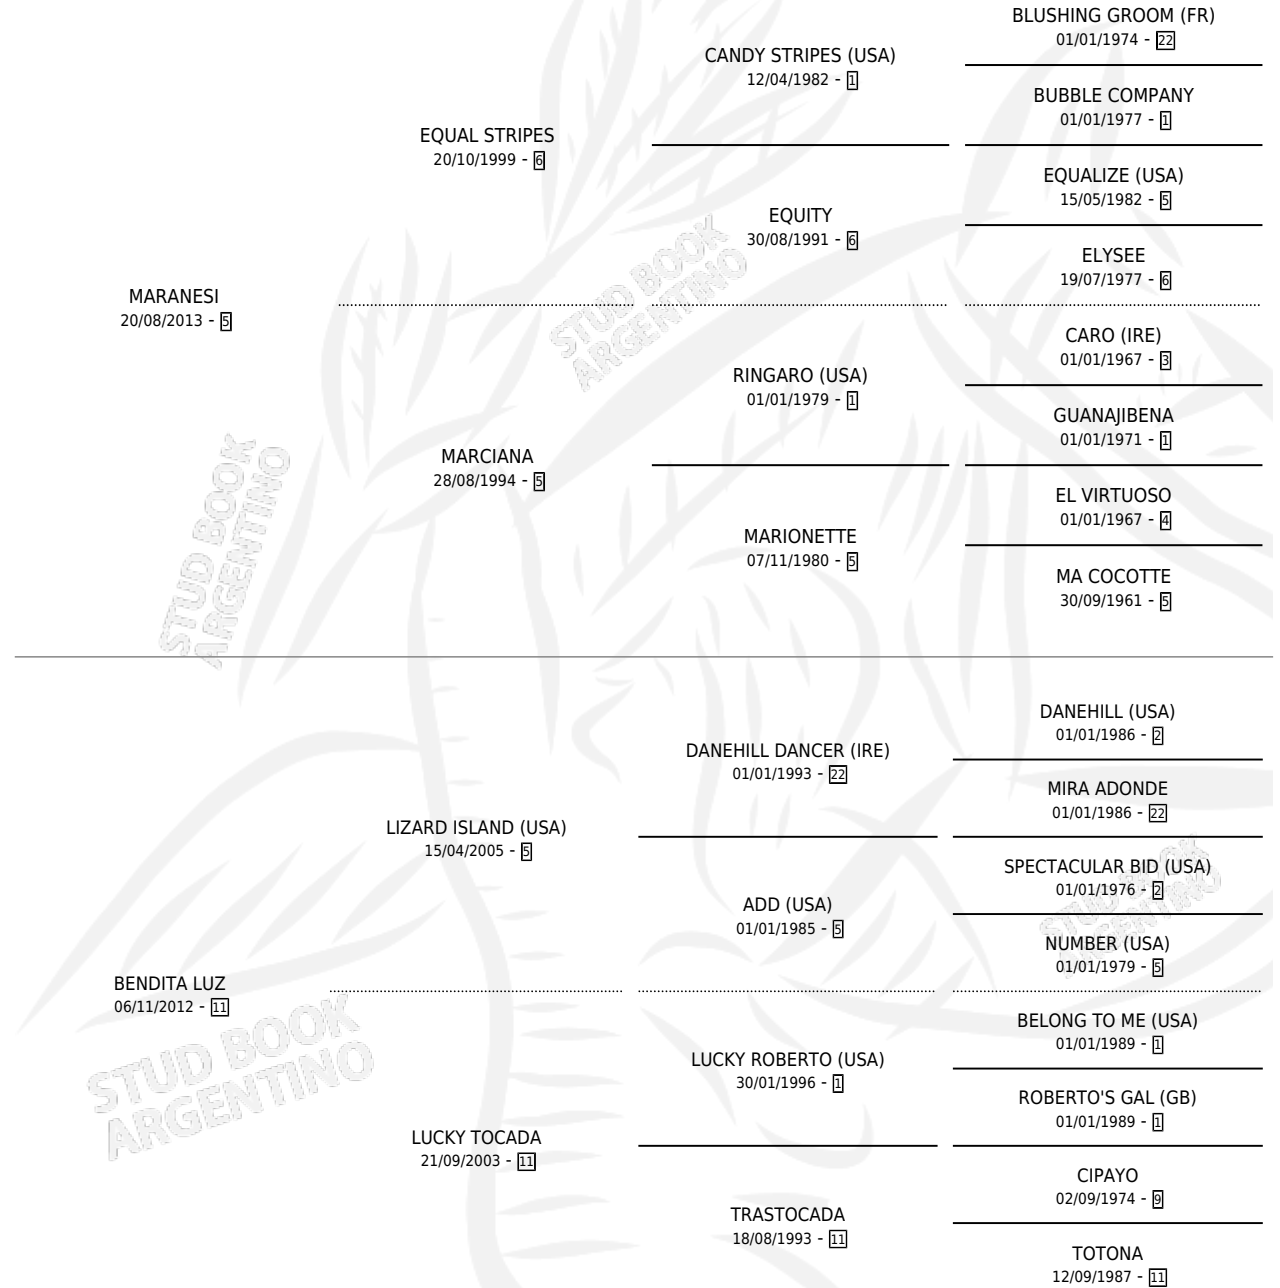 BLUSHING GROOM (FR)
01/01/1974 - 22
CANDY STRIPES (USA)
12/04/1982 - 1
BUBBLE COMPANY
01/01/1977 - 1
EQUAL STRIPES
20/10/1999 - 6
EQUALIZE (USA)
15/05/1982 - 5
EQUITY
30/08/1991 - 6
ELYSEE
19/07/1977 - 6
MARANESI
20/08/2013 - 5
CARO (IRE)
01/01/1967 - 3
RINGARO (USA)
01/01/1979 - 1
GUANAJIBENA
01/01/1971 - 1
MARCIANA
28/08/1994 - 5
EL VIRTUOSO
01/01/1967 - 4
MARIONETTE
07/11/1980 - 5
MA COCOTTE
30/09/1961 - 5
DANEHILL (USA)
01/01/1986 - 2
DANEHILL DANCER (IRE)
01/01/1993 - 22
MIRA ADONDE
01/01/1986 - 22
LIZARD ISLAND (USA)
15/04/2005 - 5
SPECTACULAR BID (USA)
01/01/1976 - 2
ADD (USA)
01/01/1985 - 5
NUMBER (USA)
01/01/1979 - 5
BENDITA LUZ
06/11/2012 - 11
BELONG TO ME (USA)
01/01/1989 - 1
LUCKY ROBERTO (USA)
30/01/1996 - 1
ROBERTO'S GAL (GB)
01/01/1989 - 1
LUCKY TOCADA
21/09/2003 - 11
CIPAYO
02/09/1974 - 9
TRASTOCADA
18/08/1993 - 11
TOTONA
12/09/1987 - 11
STUD BOOK
ARGENTINO
STUD BOOK
ARGENTINO
STUD BOOK
ARGENTINO
STUD BOOK
ARGENTINO